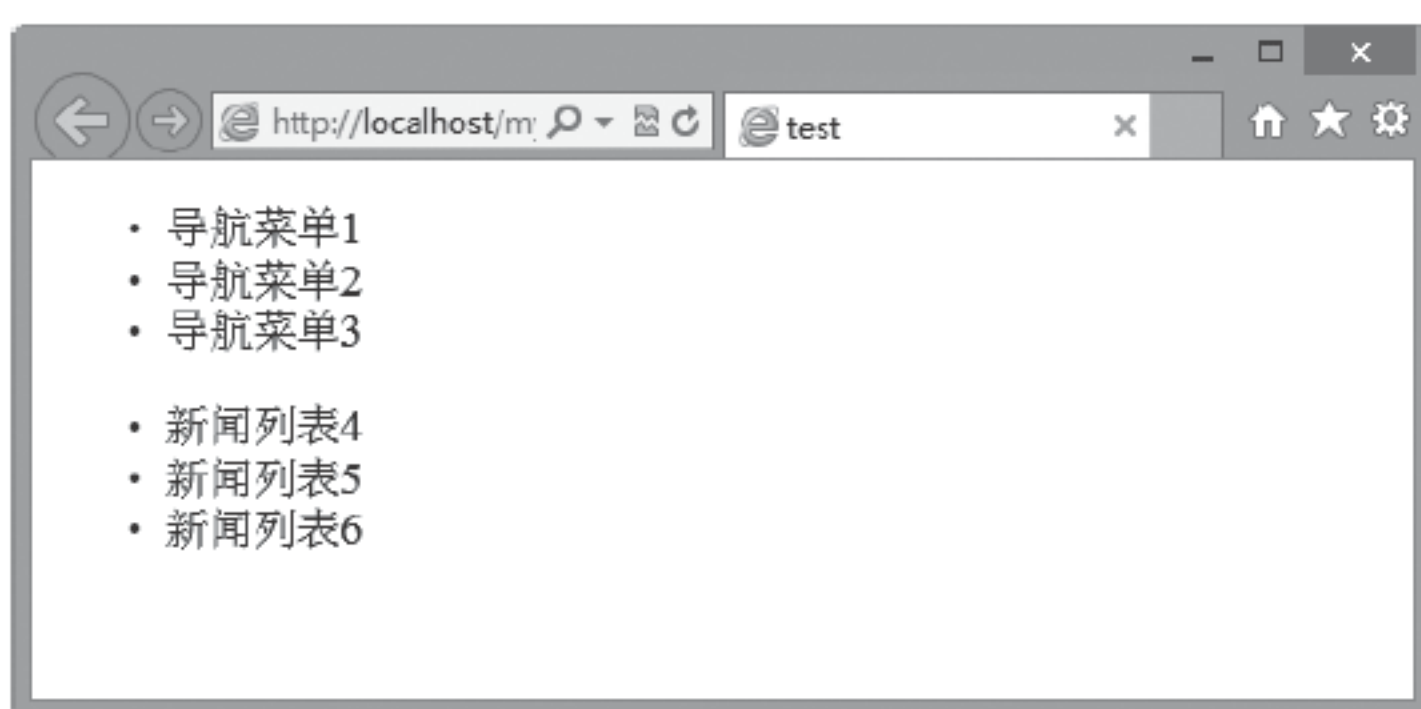 http://localhost/m
test
• 导航菜单1
• 导航菜单2
• 导航菜单3
• 新闻列表4
• 新闻列表5
• 新闻列表6